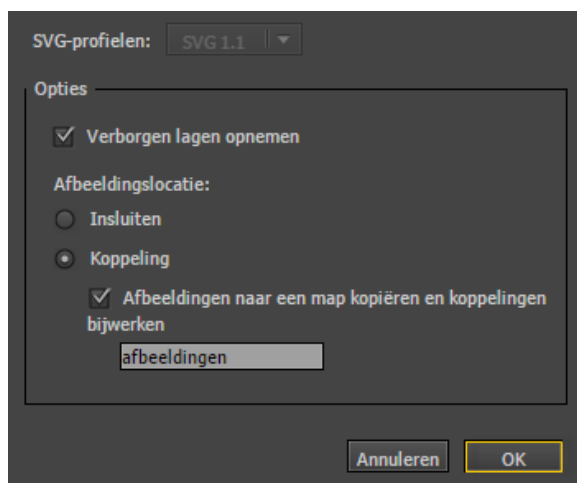 SVG-profielen: SVG 1.1
Opties
Verborgen lagen opnemen
Afbeeldingslocatie:
Insluiten
Koppeling
Afbeeldingen naar een map kopiëren en koppelingen
bijwerken
afbeeldingen
Annuleren OK